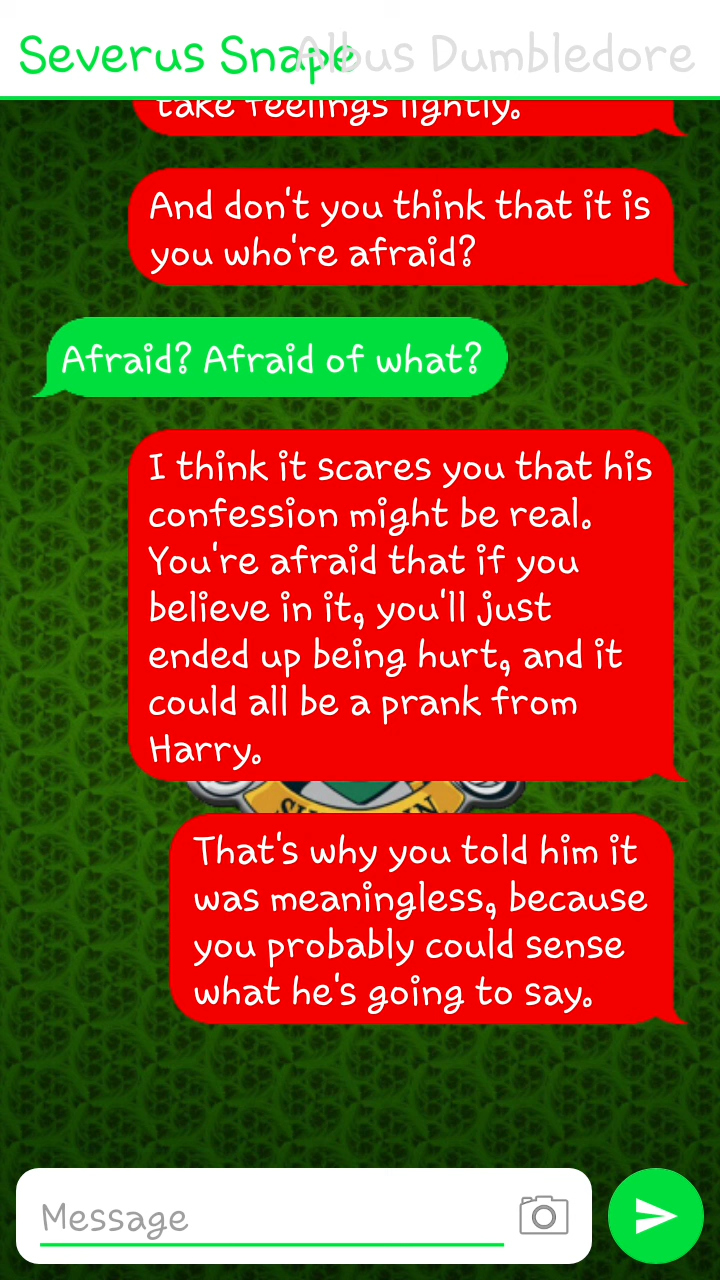 Severus Snape Albus Dumbledore
take feelings lightly.
And don't you think that it is
you who're afraid?
Afraid? Afraid of what?
I think it scares you that his
confession might be real.
You're afraid that if you
believe in it, you'll just
ended up being hurt, and it
could all be a prank from
Harry.
That's why you told him it
was meaningless, because
you probably could sense
what he's going to say.
Message